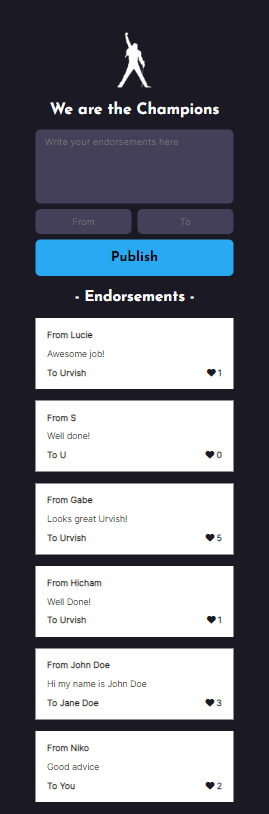 We are the Champions
Write your endorsements here
From To
Publish
- Endorsements -
From Lucie
Awesome job!
To Urvish 1
From S
Well done!
To U 0
From Gabe
Looks great Urvish!
To Urvish 5
From Hicham
Well Done!
To Urvish 1
From John Doe
Hi my name is John Doe
To Jane Doe 3
From Niko
Good advice
To You 2